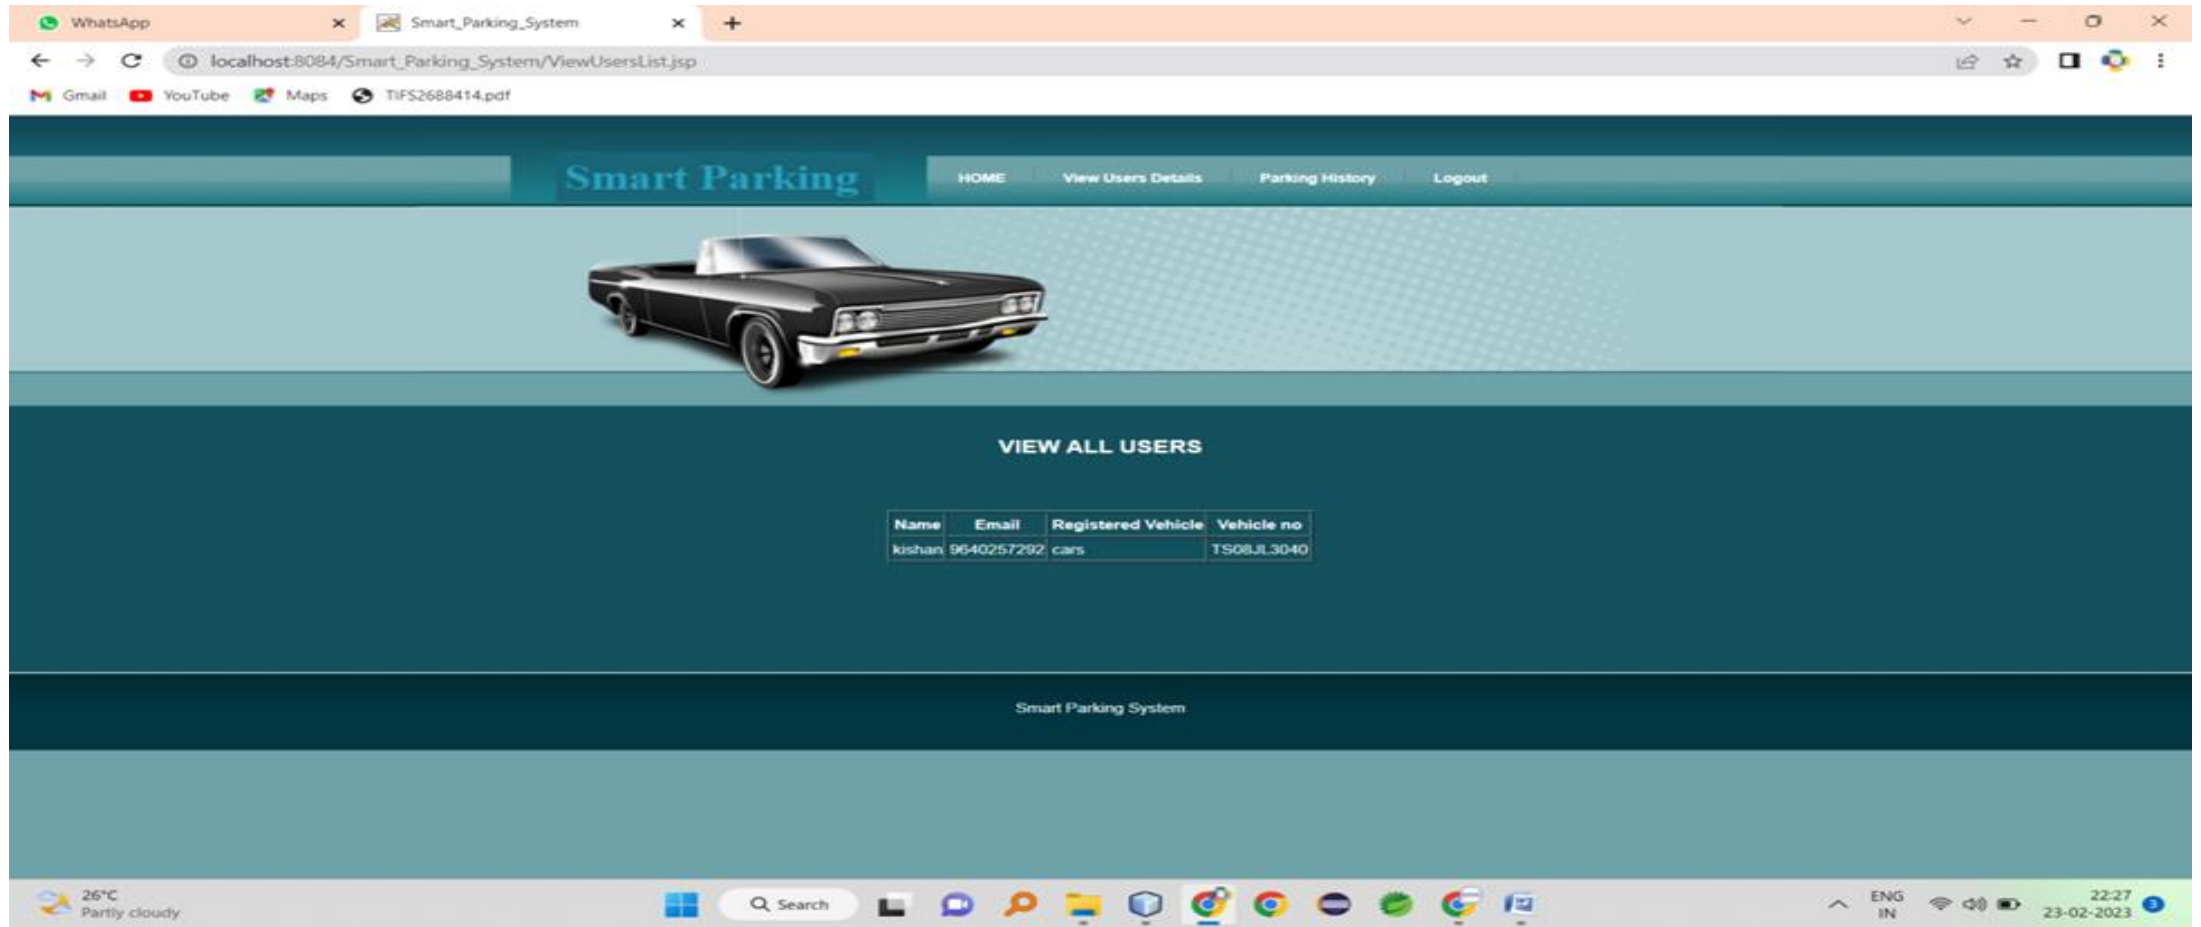 WhatsApp
Smart_Parking_System
localhost:8084/Smart_Parking_System/ViewUsersList.jsp
Gmail YouTube Maps TIFS2688414.pdf
Smart Parking
HOME View Users Details Parking History Logout
VIEW ALL USERS
Name Email Registered Vehicle Vehicle no
kishan 9640257292 cars TS08JL3040
Smart Parking System
26°C
Partly cloudy
Search
ENG
IN
22:27
23-02-2023
3